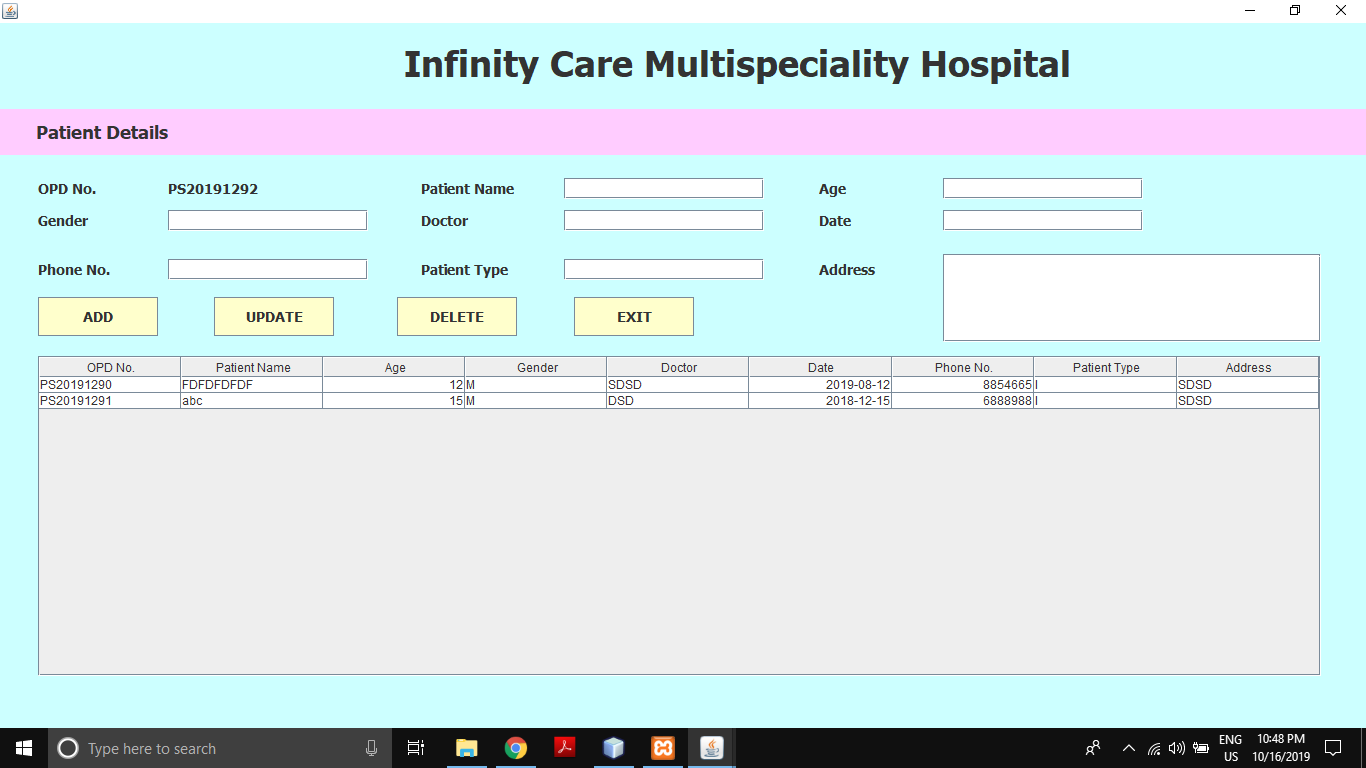 Infinity Care Multispeciality Hospital
Patient Details
OPD No. PS20191292 Patient Name Age
Gender Doctor Date
Phone No. Patient Type Address
ADD UPDATE DELETE EXIT
OPD No. Patient Name Age Gender Doctor Date Phone No. Patient Type Address
PS20191290 FDFDFDFDF 12 M SDSD 2019-08-12 8854665 I SDSD
PS20191291 abc 15 M DSD 2018-12-15 6888988 I SDSD
Type here to search ENG 10:48 PM
US 10/16/2019